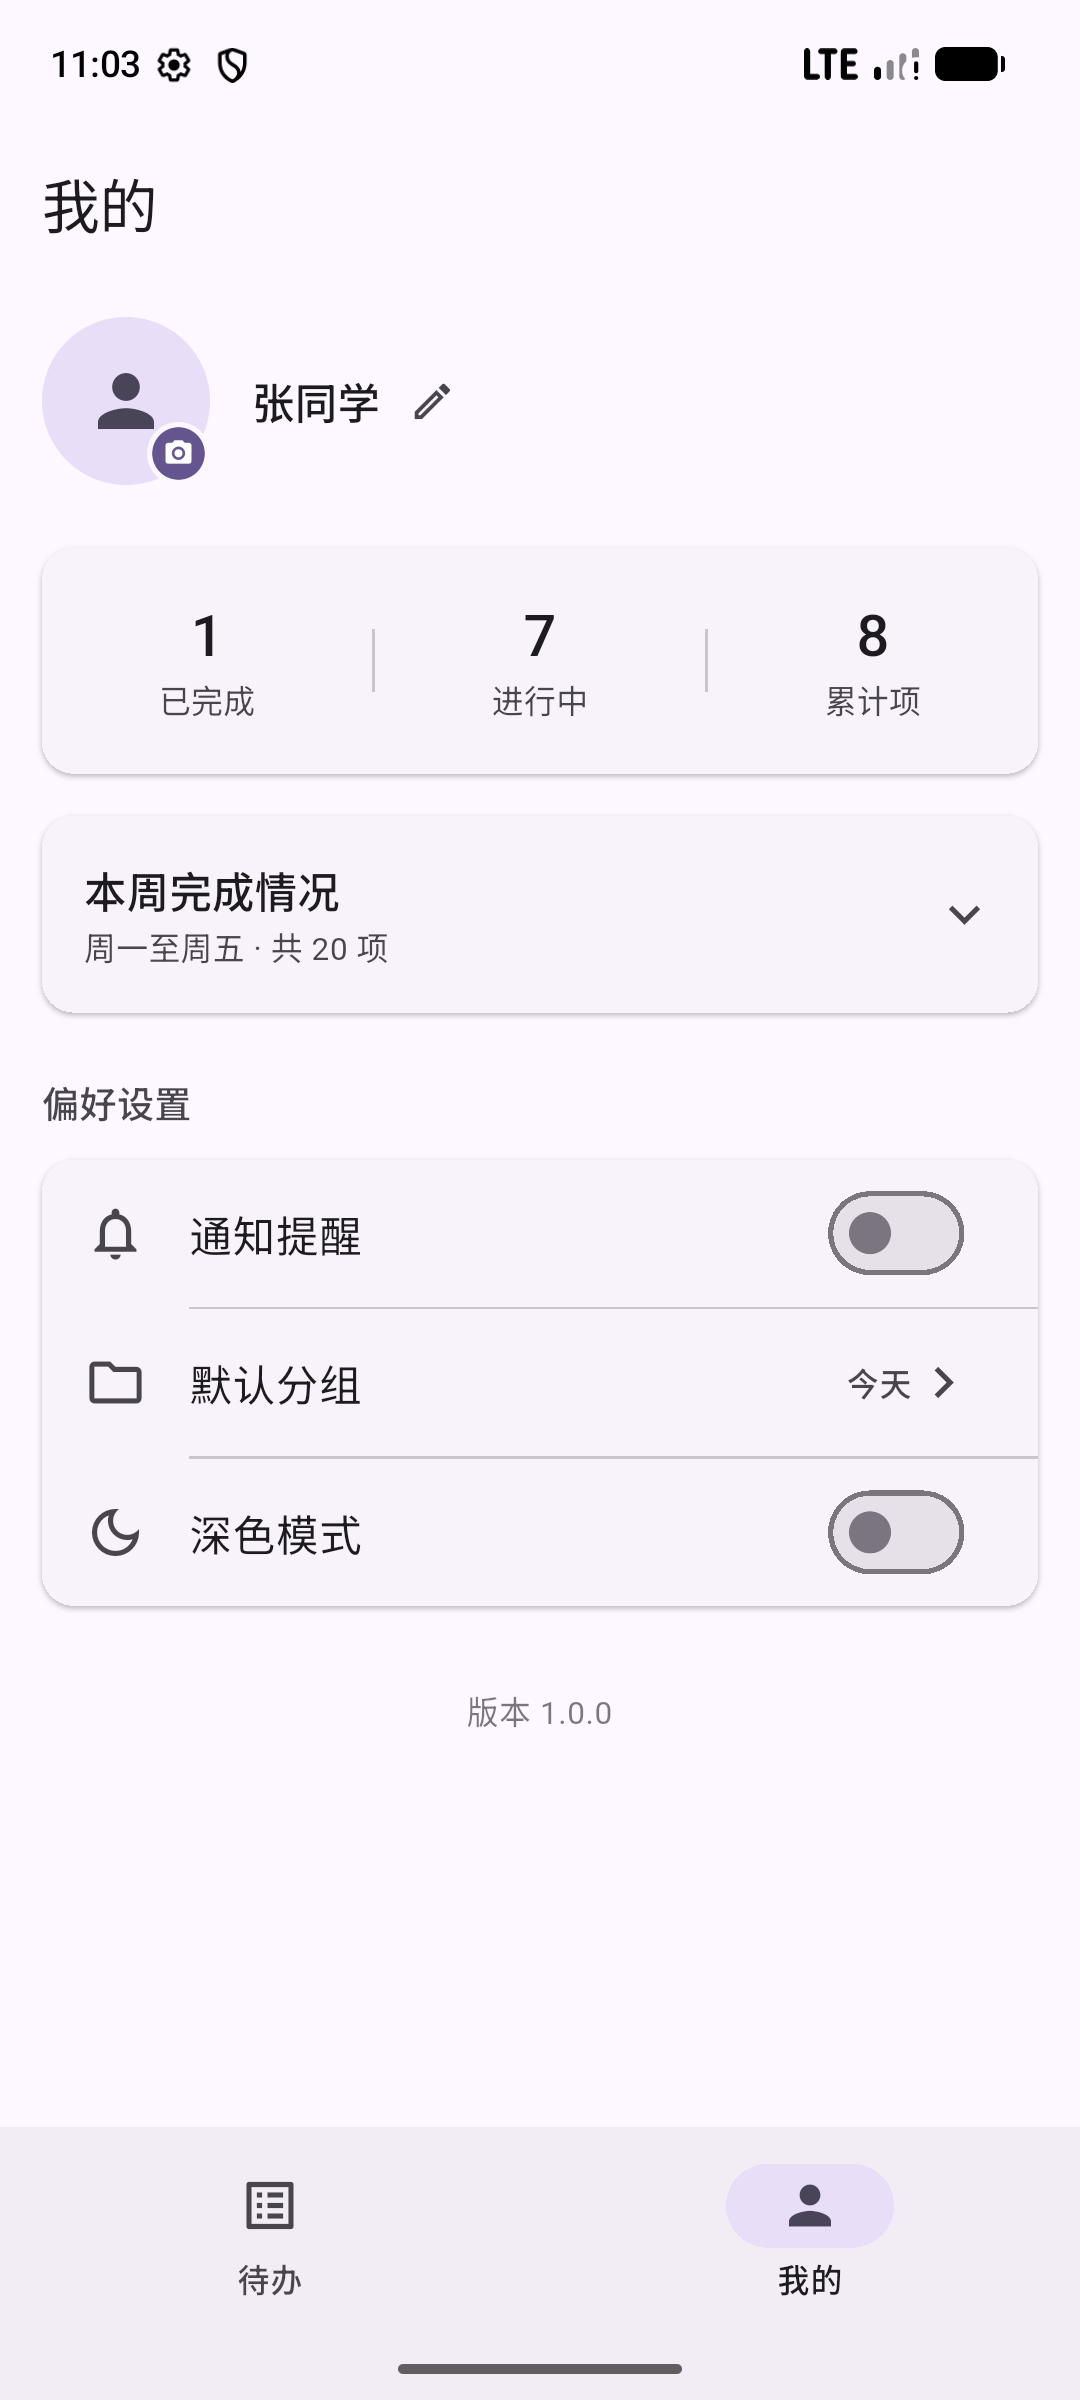 11:03
LTE
我的
张同学
1
已完成
7
进行中
8
累计项
本周完成情况
周一至周五 · 共 20 项
偏好设置
通知提醒
默认分组
今天
深色模式
版本 1.0.0
待办
我的